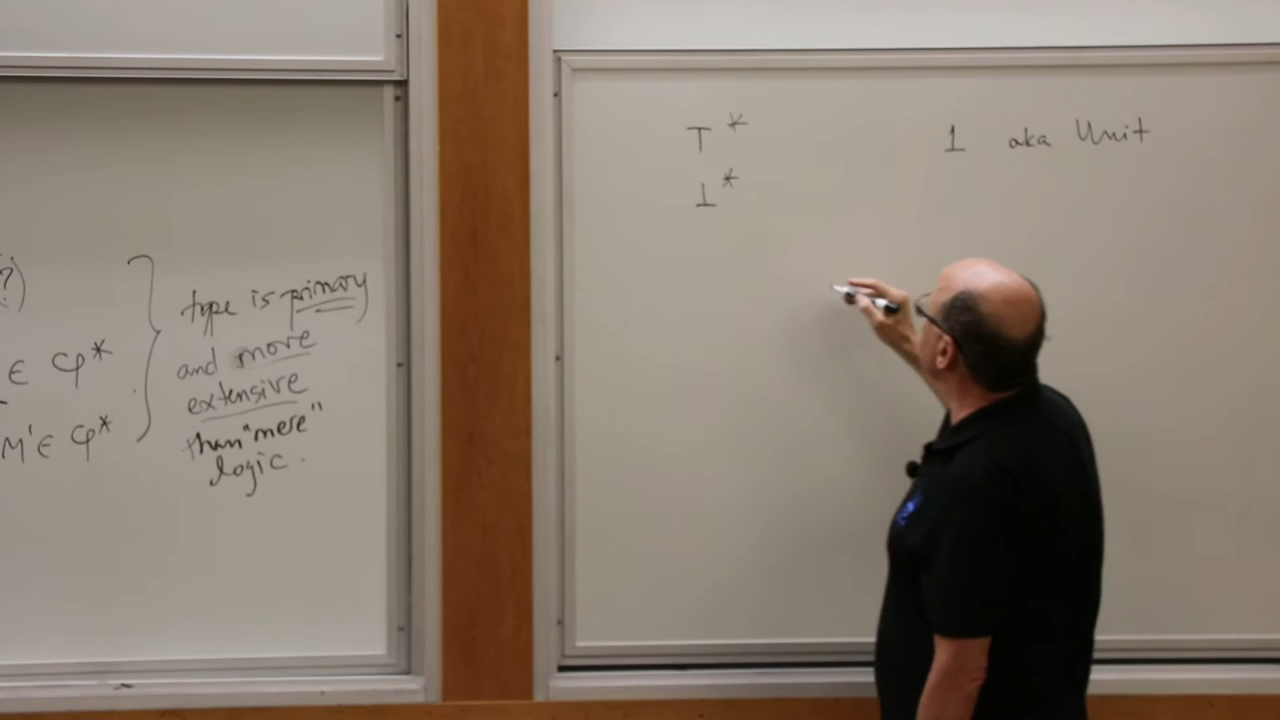 ?)
∈ φ*
M'∈ φ*
type is primary
and more
extensive
than "mere"
logic.
⊤* 1 aka Unit
⊥*